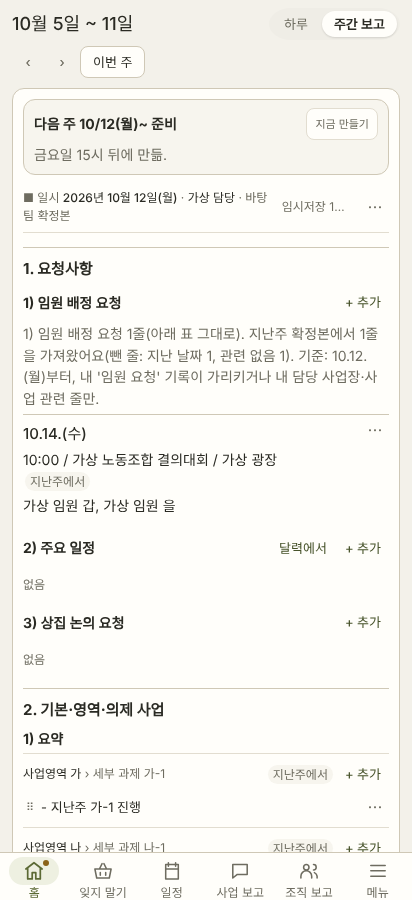 10월 5일 ~ 11일
하루
주간 보고
‹
›
이번 주
다음 주 10/12(월)~ 준비
지금 만들기
금요일 15시 뒤에 만듦.
■ 일시 2026년 10월 12일(월) · 가상 담당 · 바탕
팀 확정본
임시저장 1...
...
1. 요청사항
1) 임원 배정 요청
+ 추가
1) 임원 배정 요청 1줄(아래 표 그대로). 지난주 확정본에서 1줄
을 가져왔어요(뺀 줄: 지난 날짜 1, 관련 없음 1). 기준: 10.12.
(월)부터, 내 '임원 요청' 기록이 가리키거나 내 담당 사업장·사
업 관련 줄만.
10.14.(수)
...
10:00 / 가상 노동조합 결의대회 / 가상 광장
지난주에서
가상 임원 갑, 가상 임원 을
2) 주요 일정
달력에서
+ 추가
없음
3) 상집 논의 요청
+ 추가
없음
2. 기본·영역·의제 사업
1) 요약
사업영역 가 › 세부 과제 가-1
지난주에서
+ 추가
- 지난주 가-1 진행
...
사업영역 나 › 세부 과제 나-1
지난주에서
+ 추가
홈
잊지 말기
일정
사업 보고
조직 보고
메뉴